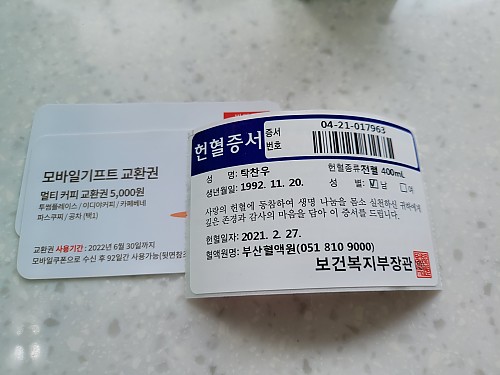 모바일기프트 교환권
멀티 커피 교환권 5,000원
투썸플레이스 / 이디야커피 / 카페베네
파스쿠찌 / 공차 (택1)
교환권 사용기간 : 2022년 6월 30일까지
모바일쿠폰으로 수신 후 92일간 사용가능(뒷면참조
헌혈증서
증서
번호
04-21-017963
성 명: 탁찬우
헌혈종류 전혈 400mL
생년월일: 1992. 11. 20.
성 별: ☑남 □여
사랑의 헌혈에 동참하여 생명 나눔을 몸소 실천하신 귀하에게
깊은 존경과 감사의 마음을 담아 이 증서를 드립니다.
헌혈일자: 2021. 2. 27.
혈액원명: 부산혈액원(051 810 9000)
보건복지부장관